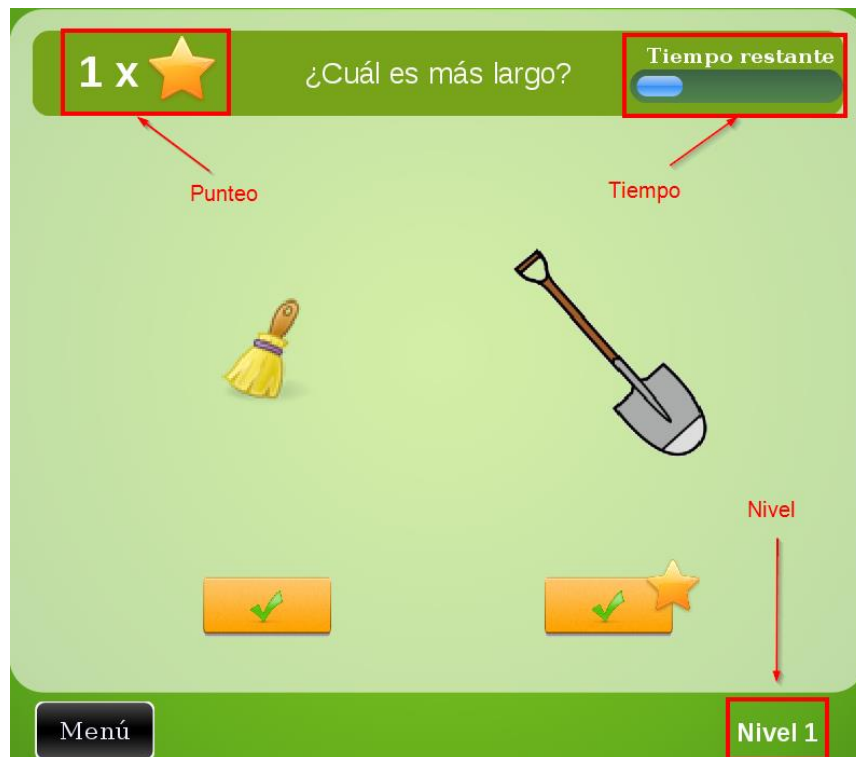 1 x
¿Cuál es más largo?
Tiempo restante
Punteo
Tiempo
Nivel
Menú
Nivel 1